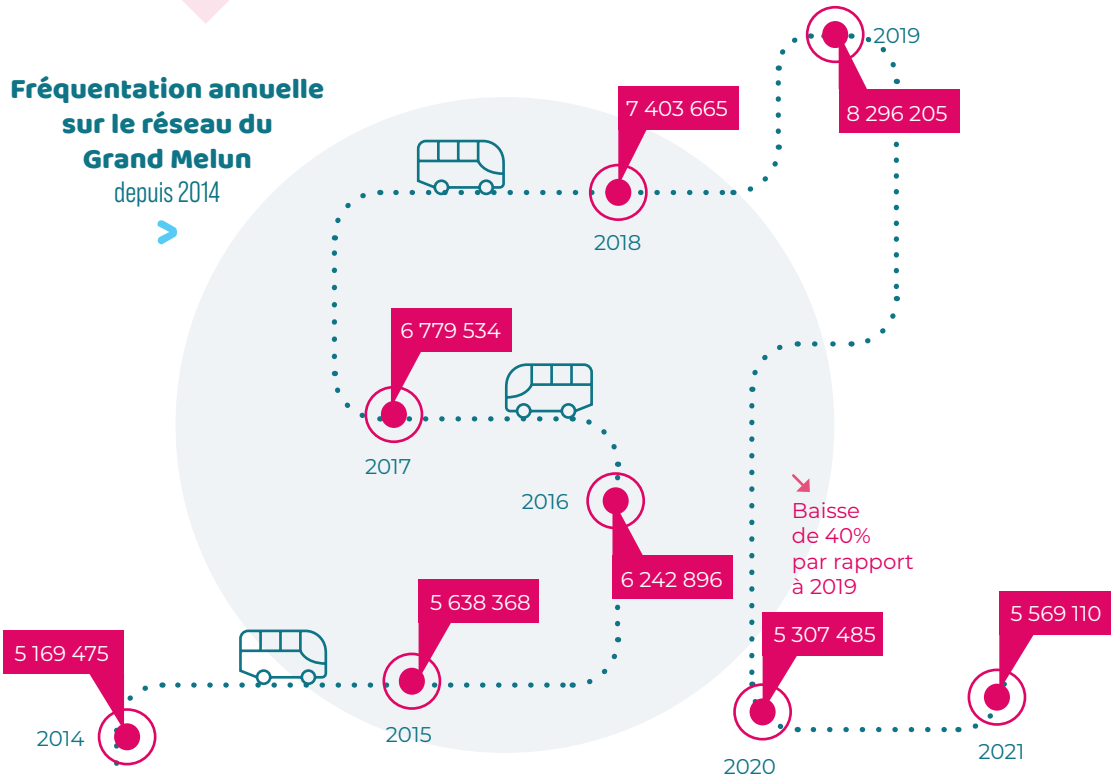 Fréquentation annuelle
sur le réseau du
Grand Melun
depuis 2014
>
2019
8 296 205
7 403 665
2018
6 779 534
2017
2016
6 242 896
Baisse
de 40%
par rapport
à 2019
5 638 368
2015
5 169 475
2014
5 307 485
2020
5 569 110
2021